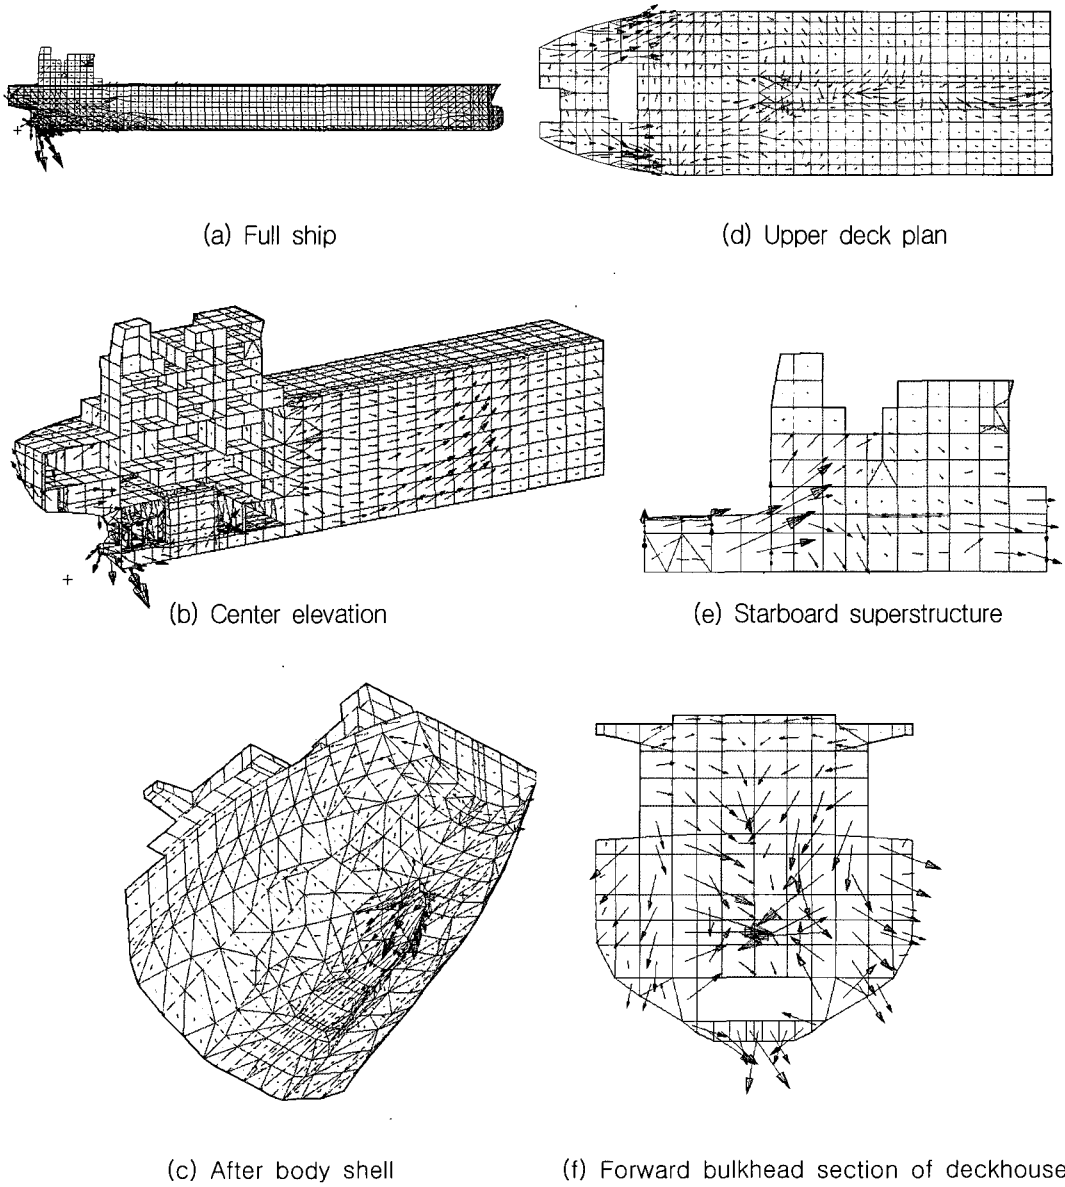 (a) Full ship
(d) Upper deck plan
(b) Center elevation
(e) Starboard superstructure
(c) After body shell
(f) Forward bulkhead section of deckhouse